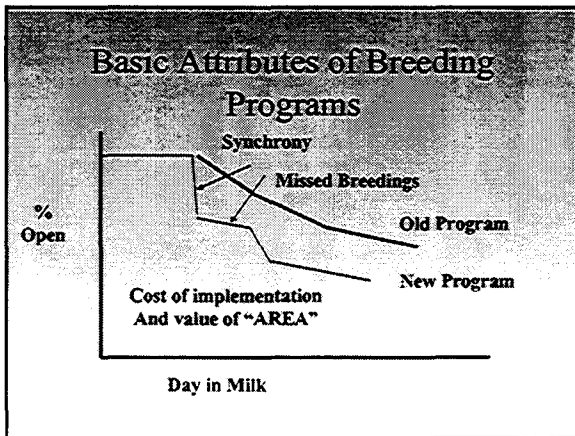 Basic Attributes of Breeding
Programs
Synchrony
Missed Breedings
%
Open
Old Program
New Program
Cost of implementation
And value of “AREA”
Day in Milk